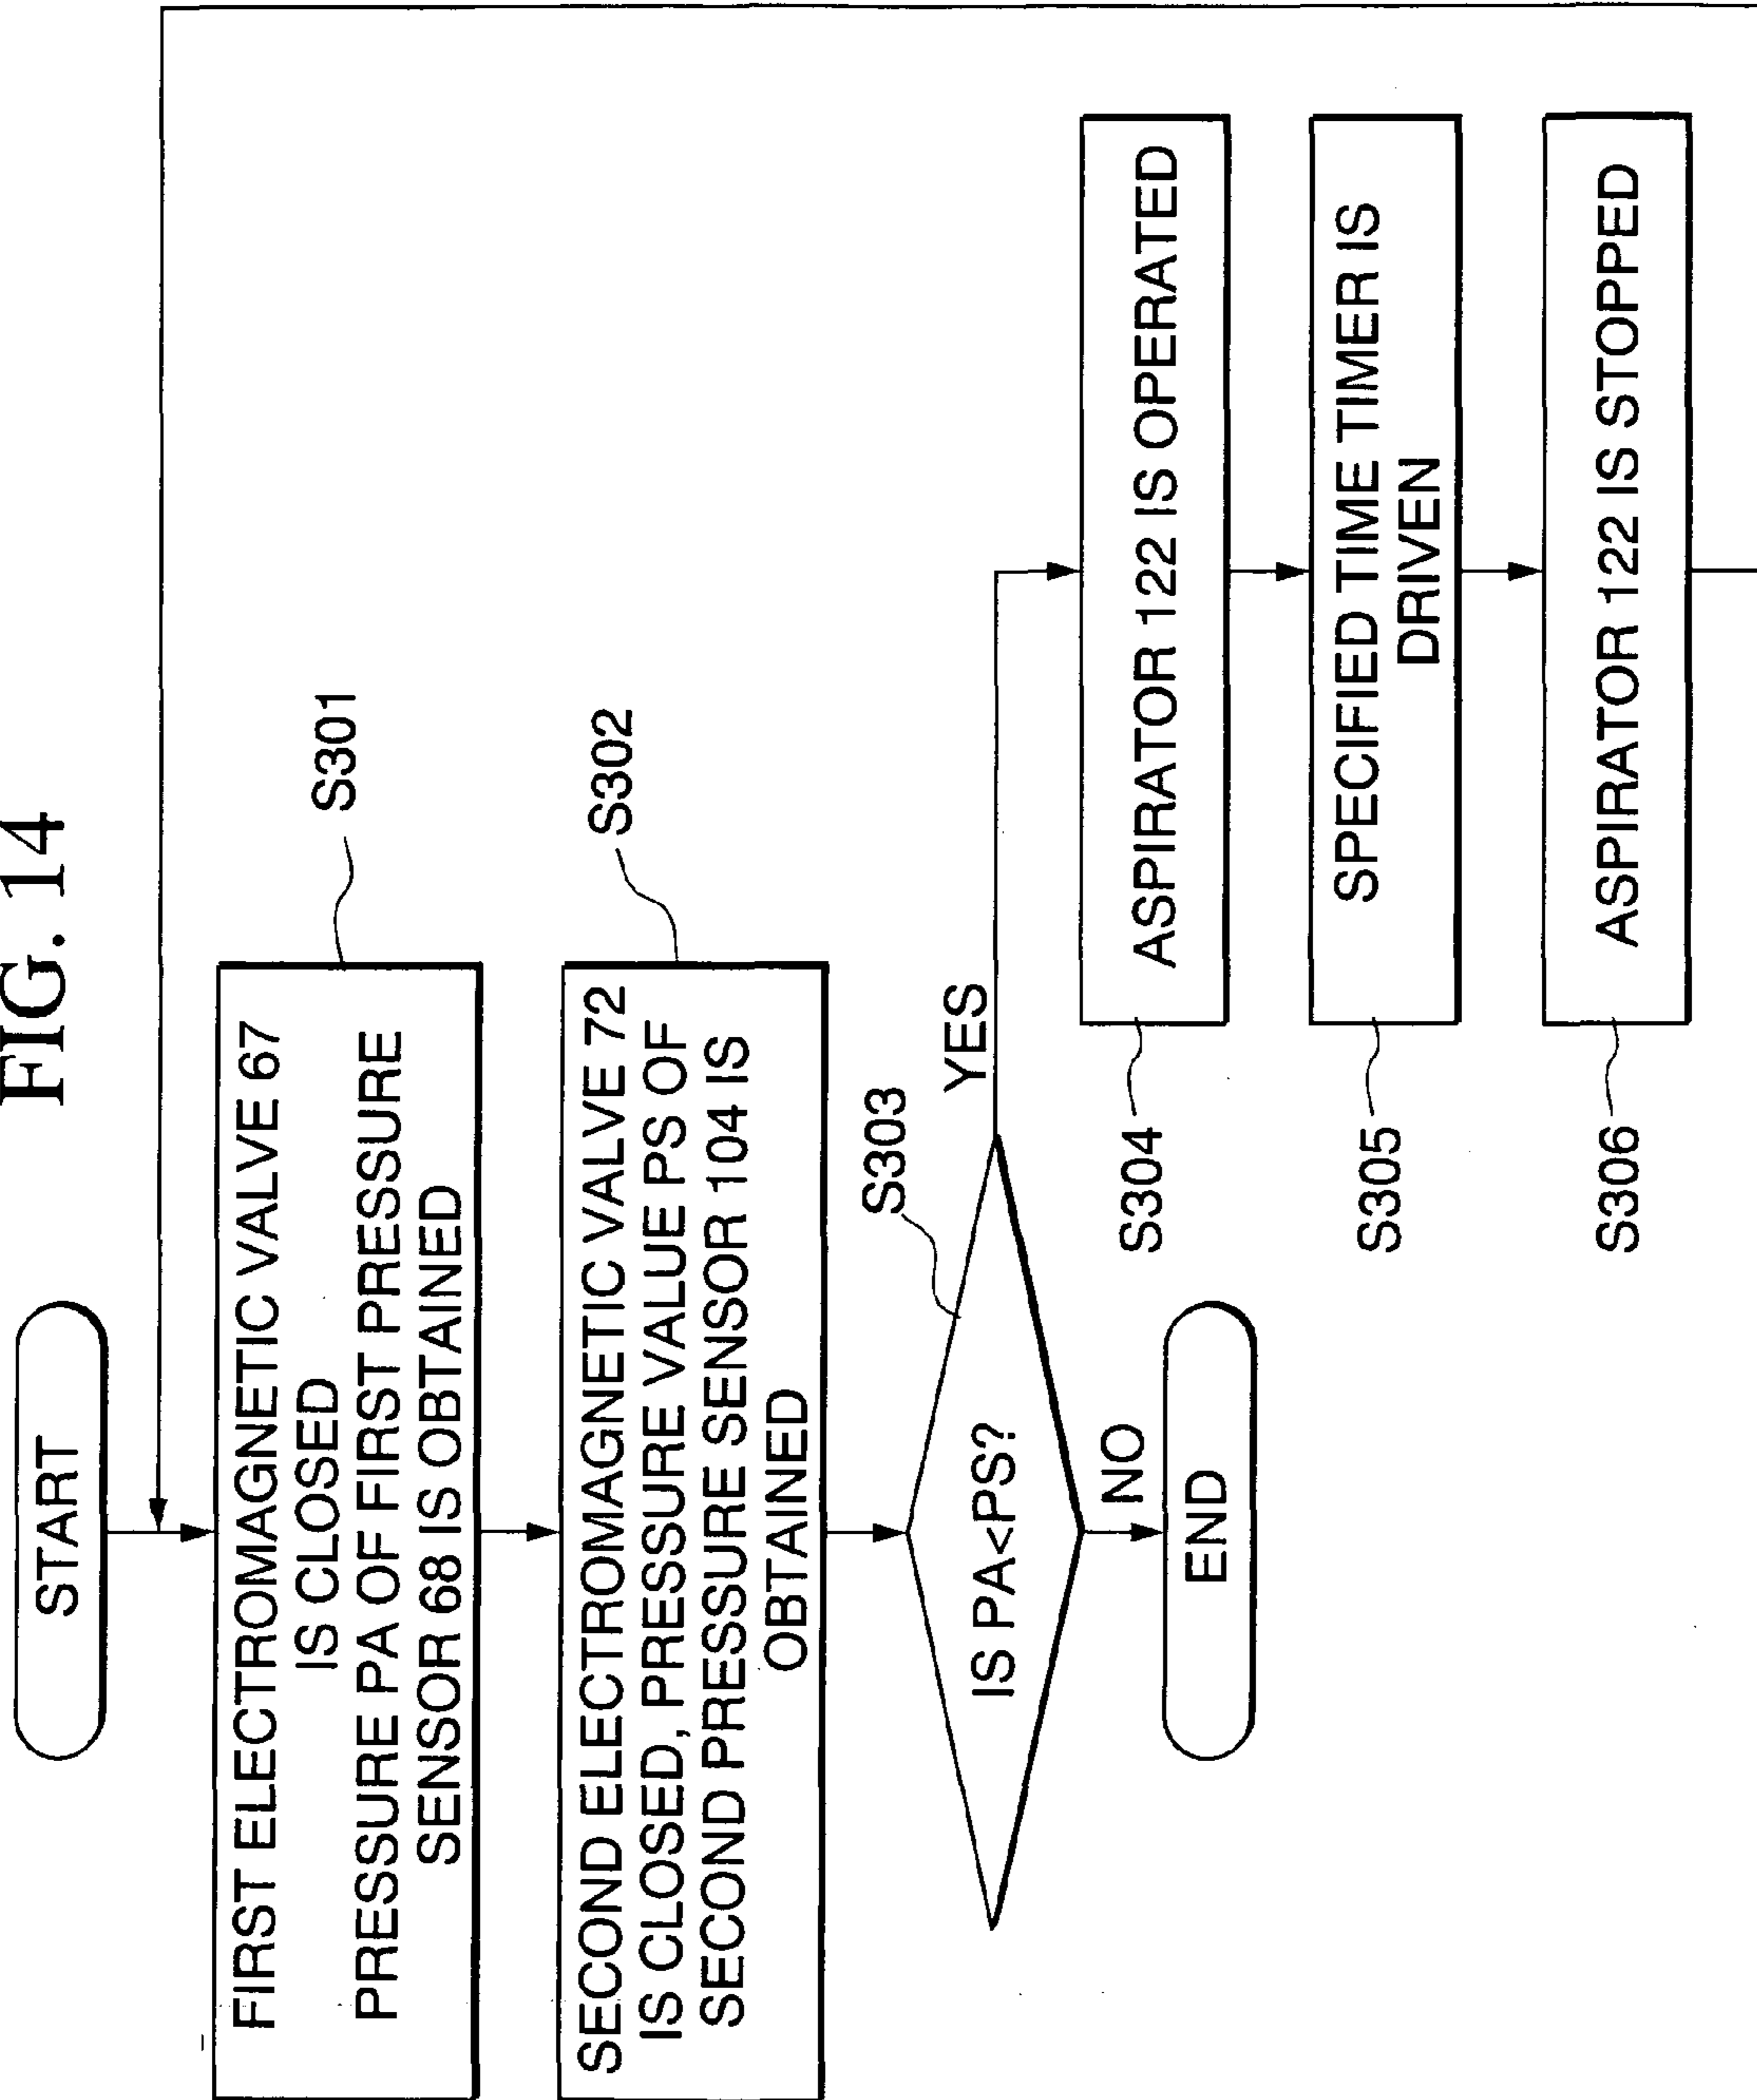 FIG. 14
START
FIRST ELECTROMAGNETIC VALVE 67
IS CLOSED
PRESSURE PA OF FIRST PRESSURE
SENSOR 68 IS OBTAINED
S301
SECOND ELECTROMAGNETIC VALVE 72
IS CLOSED, PRESSURE VALUE PS OF
SECOND PRESSURE SENSOR 104 IS
OBTAINED
S302
IS PA<PS?
S303
YES
NO
END
S304
ASPIRATOR 122 IS OPERATED
S305
SPECIFIED TIME TIMER IS
DRIVEN
S306
ASPIRATOR 122 IS STOPPED